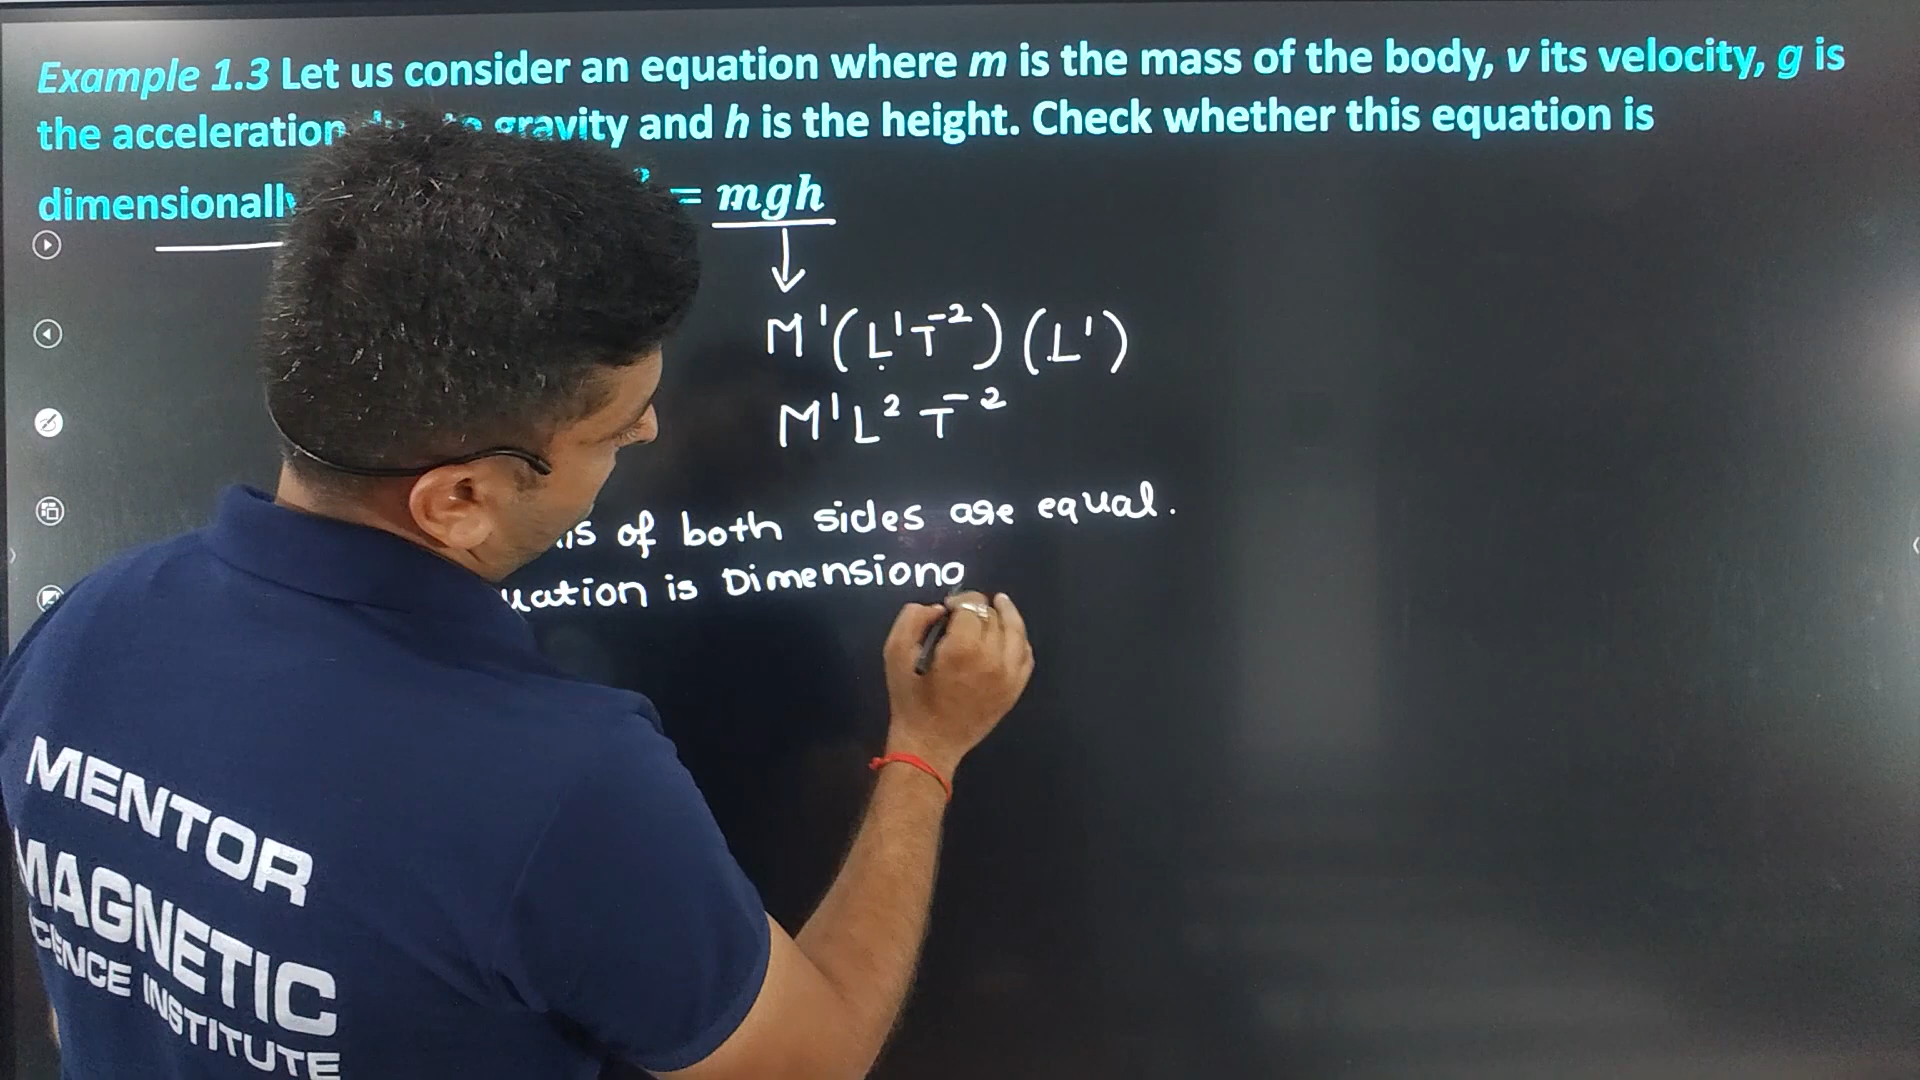 Example 1.3 Let us consider an equation where m is the mass of the body, v its velocity, g is
the acceleration gravity and h is the height. Check whether this equation is
= mgh
M¹(L¹T⁻²)(L¹)
M¹L²T⁻²
of both sides are equal.
is Dimensiona
MENTOR
MAGNETIC
INSTITUTE